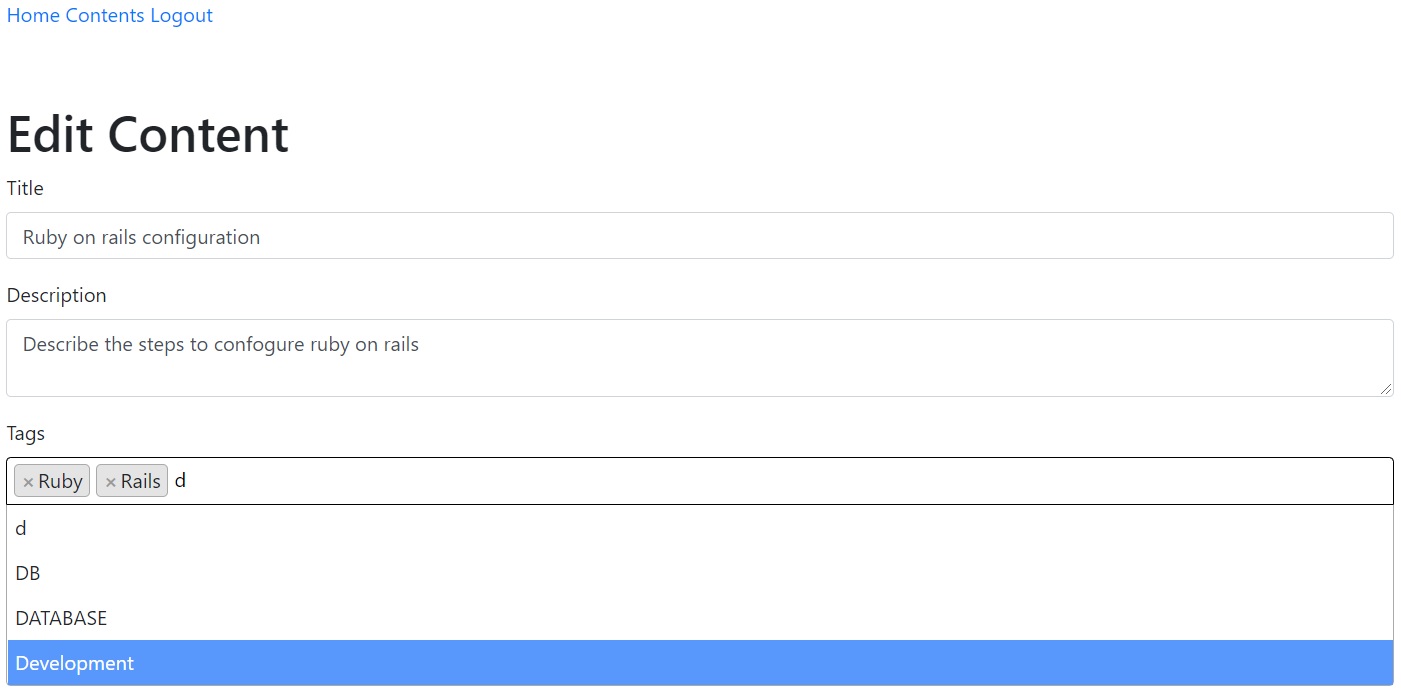 Home Contents Logout
Edit Content
Title
Ruby on rails configuration
Description
Describe the steps to confogure ruby on rails
Tags
×Ruby ×Rails d
d
DB
DATABASE
Development